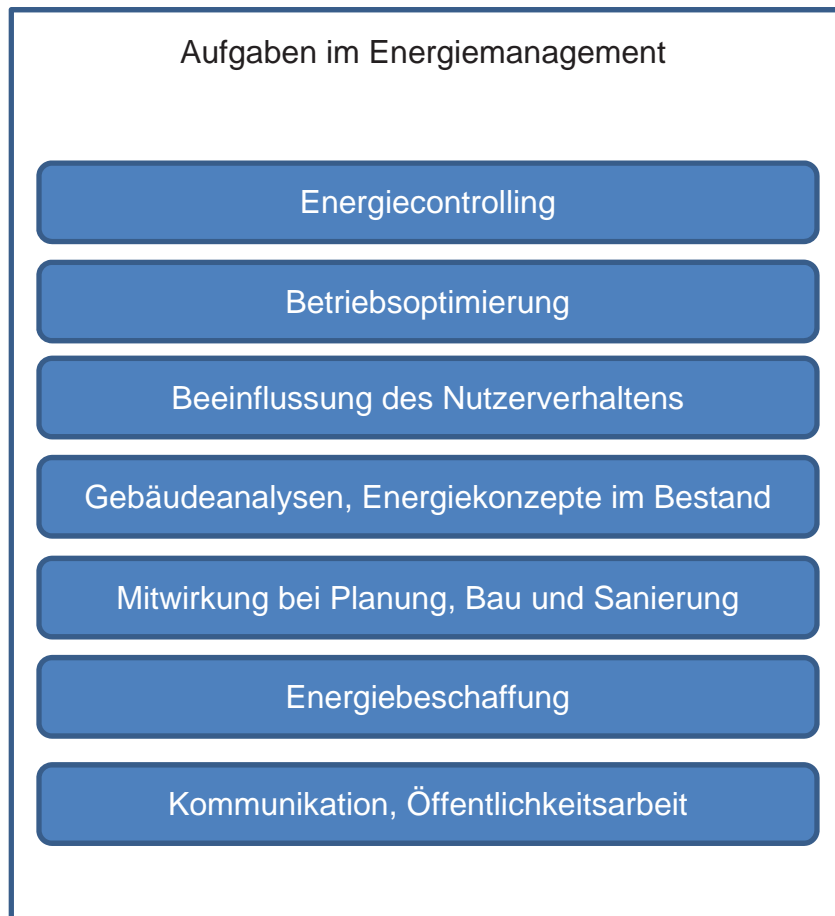 Aufgaben im Energiemanagement
Energiecontrolling
Betriebsoptimierung
Beeinflussung des Nutzerverhaltens
Gebäudeanalysen, Energiekonzepte im Bestand
Mitwirkung bei Planung, Bau und Sanierung
Energiebeschaffung
Kommunikation, Öffentlichkeitsarbeit